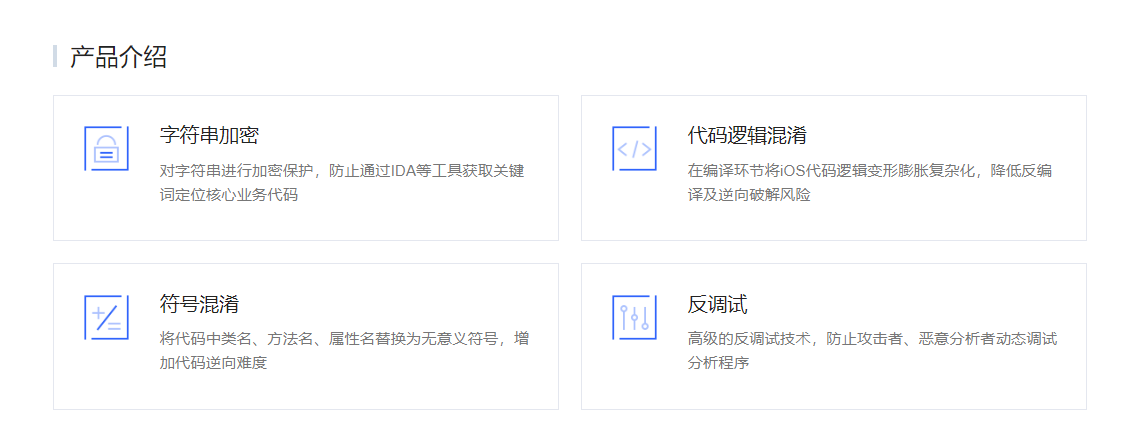 产品介绍
字符串加密
对字符串进行加密保护，防止通过IDA等工具获取关键
词定位核心业务代码
代码逻辑混淆
在编译环节将iOS代码逻辑变形膨胀复杂化，降低反编
译及逆向破解风险
符号混淆
将代码中类名、方法名、属性名替换为无意义符号，增
加代码逆向难度
反调试
高级的反调试技术，防止攻击者、恶意分析者动态调试
分析程序